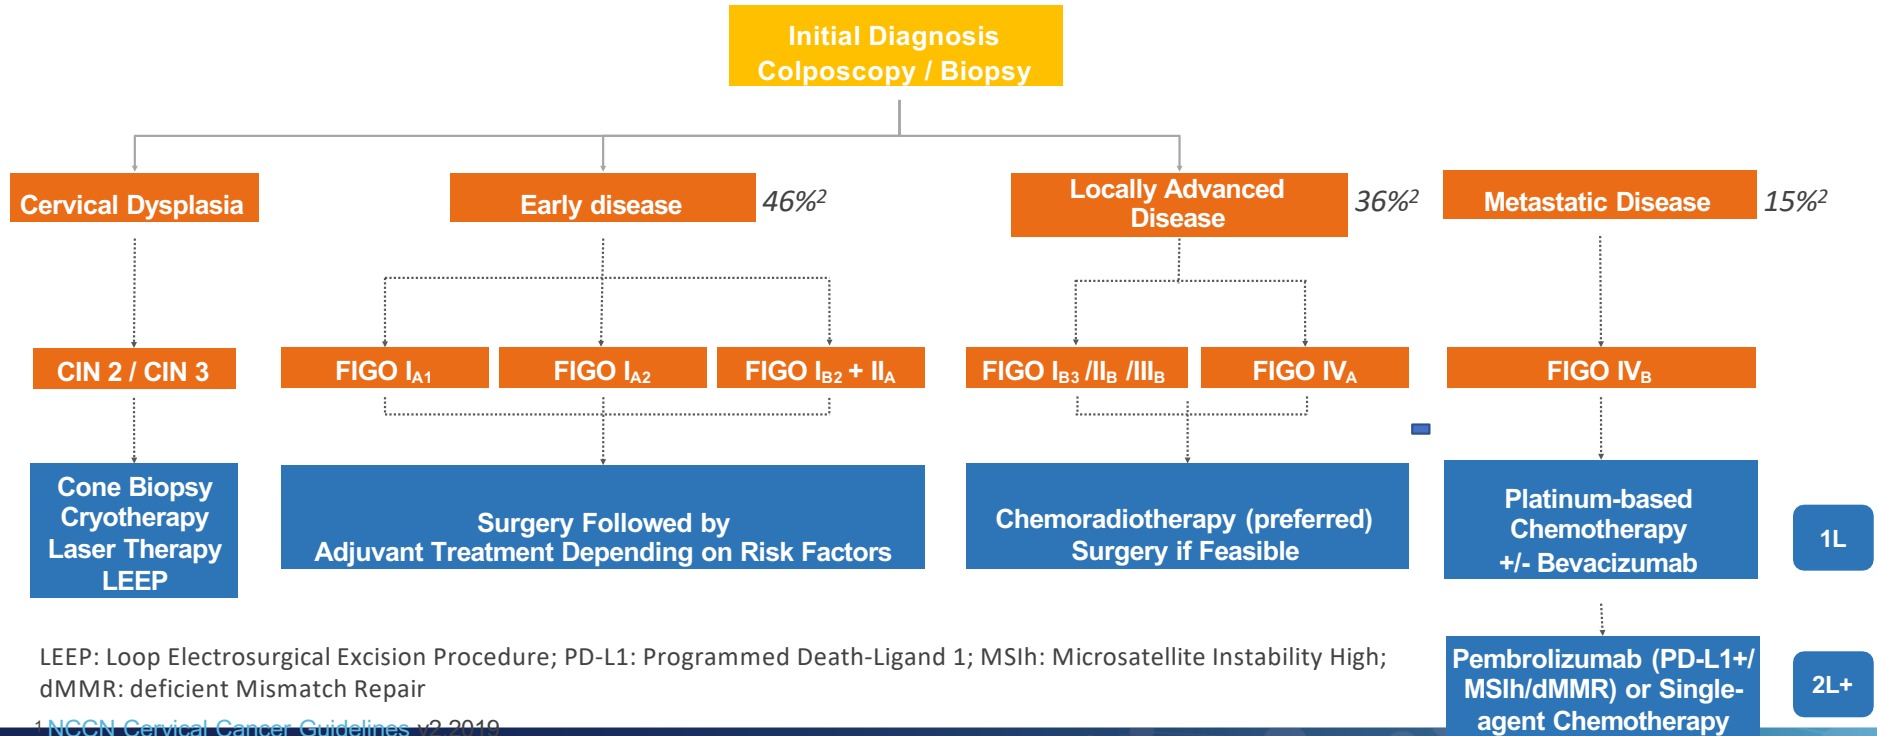 Initial Diagnosis
Colposcopy / Biopsy
Cervical Dysplasia
Early disease
46%2
Locally Advanced
Disease
36%2
Metastatic Disease
15%2
CIN 2 / CIN 3
FIGO IA1
FIGO IA2
FIGO IB2 + IIA
FIGO IB3 /IIB /IIIB
FIGO IVA
FIGO IVB
Cone Biopsy
Cryotherapy
Laser Therapy
LEEP
Surgery Followed by
Adjuvant Treatment Depending on Risk Factors
Chemoradiotherapy (preferred)
Surgery if Feasible
Platinum-based
Chemotherapy
+/- Bevacizumab
1L
Pembrolizumab (PD-L1+/
MSIh/dMMR) or Single-
agent Chemotherapy
2L+
LEEP: Loop Electrosurgical Excision Procedure; PD-L1: Programmed Death-Ligand 1; MSIh: Microsatellite Instability High;
dMMR: deficient Mismatch Repair
1 NCCN Cervical Cancer Guidelines v2.2019